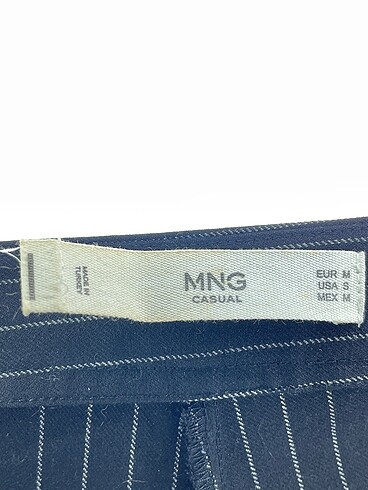 MADE IN
TURKEY
MNG
CASUAL
EUR M
USA S
MEX M